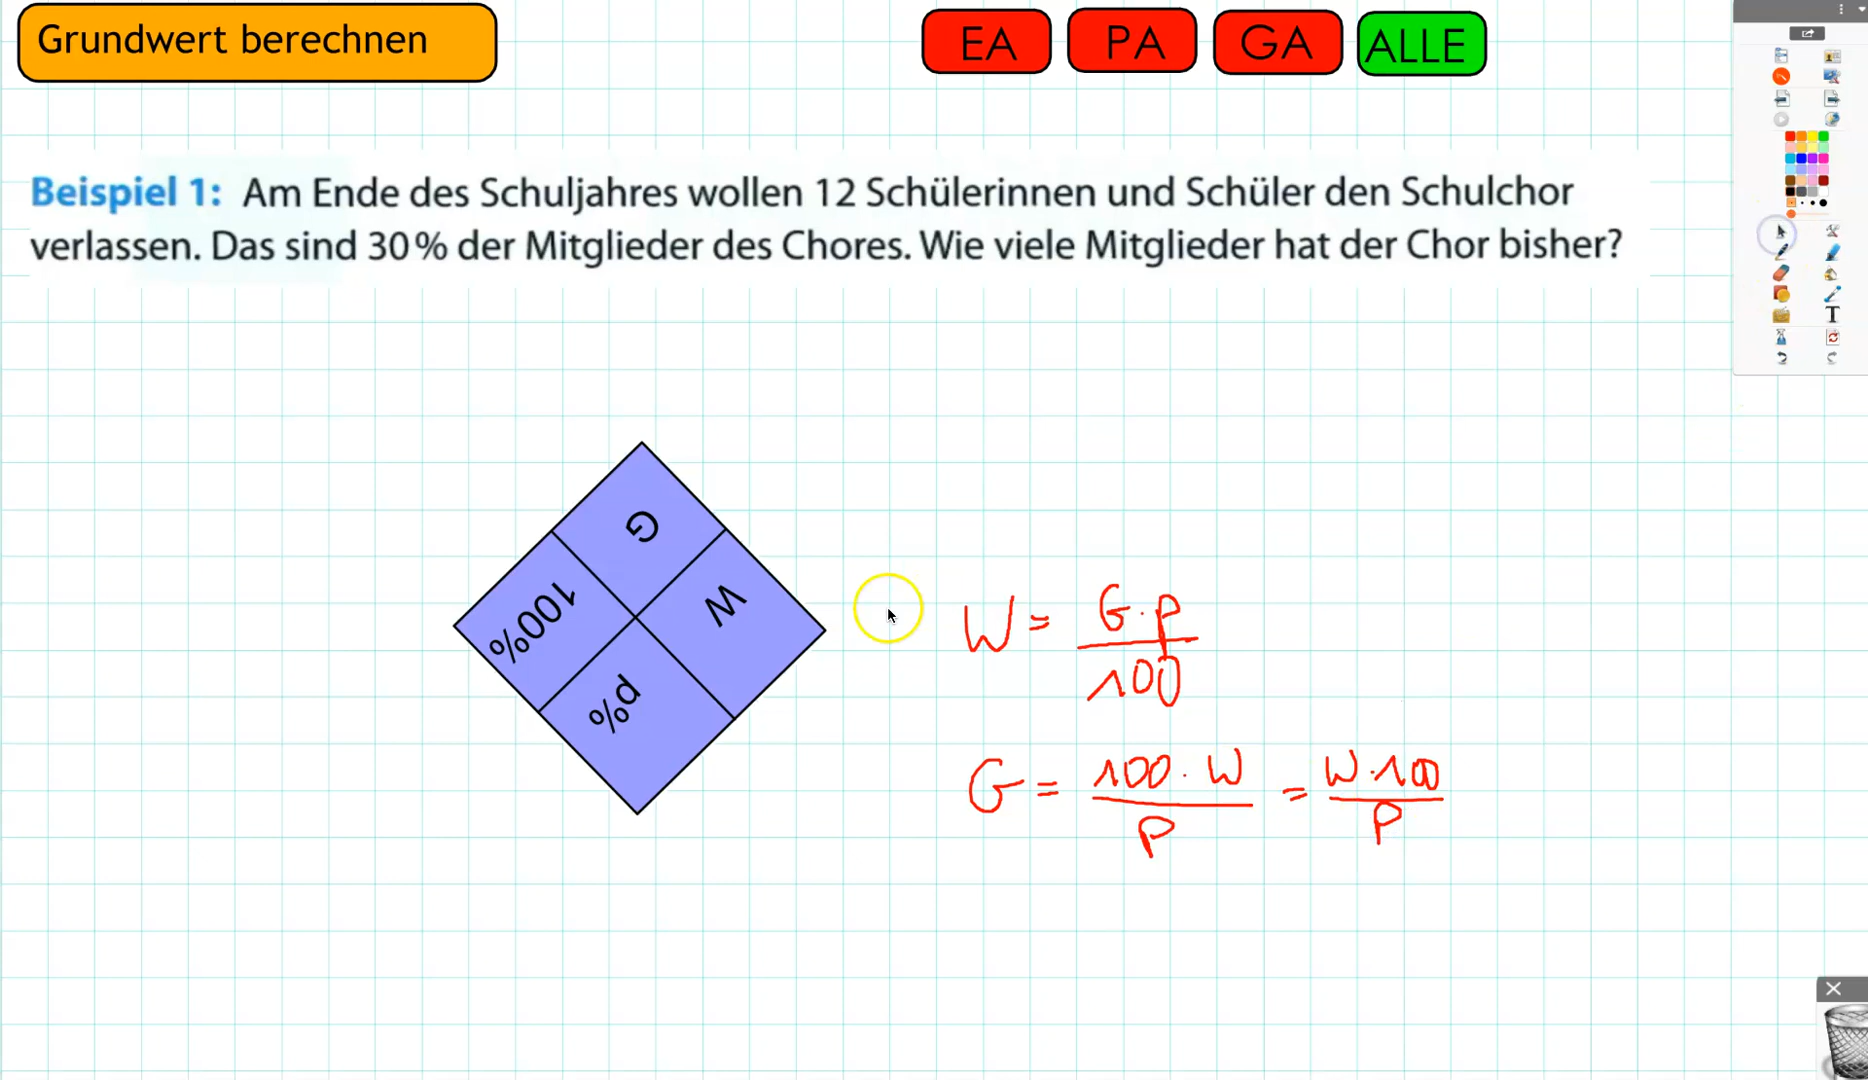 Grundwert berechnen
EA PA GA ALLE
Beispiel 1: Am Ende des Schuljahres wollen 12 Schülerinnen und Schüler den Schulchor
verlassen. Das sind 30% der Mitglieder des Chores. Wie viele Mitglieder hat der Chor bisher?
G
100% W
p%
W = G·p
100
G = 100·W = W·100
p p
T